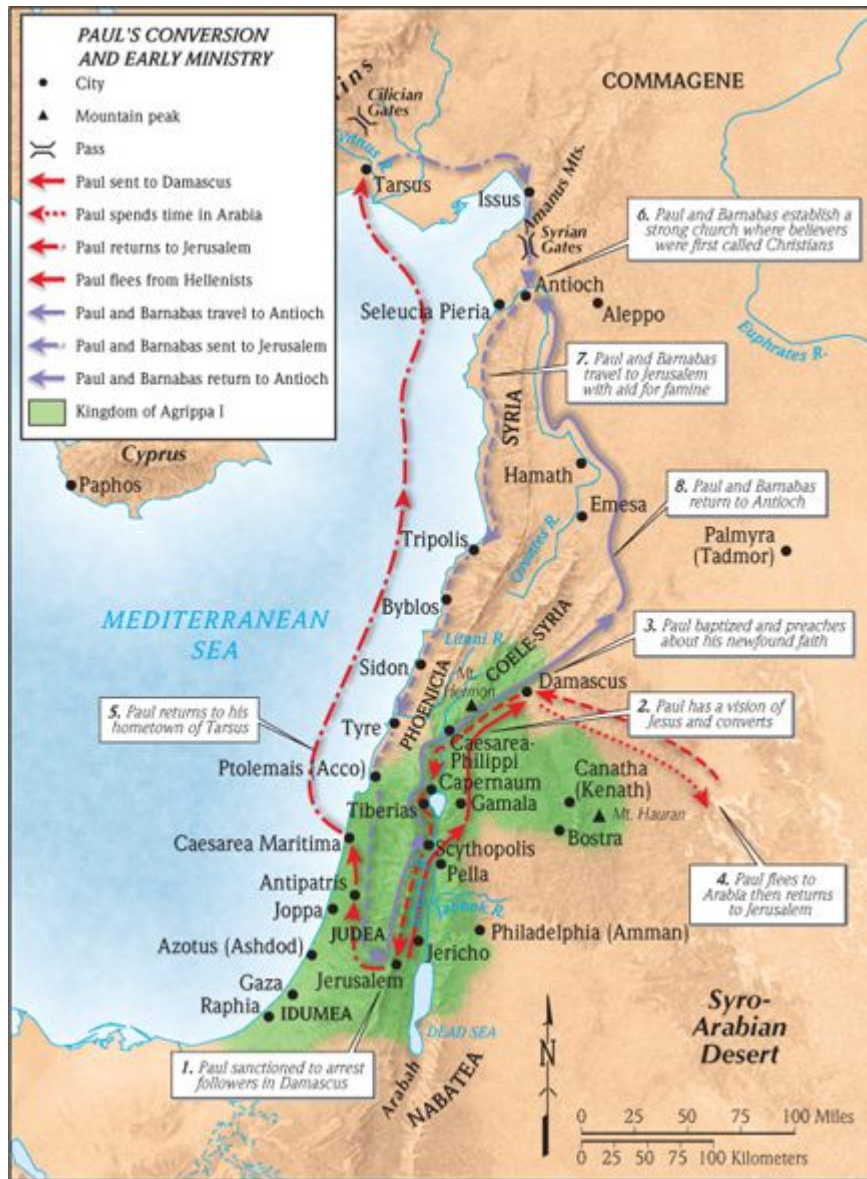 PAUL'S CONVERSION
AND EARLY MINISTRY
City
Mountain peak
Pass
Paul sent to Damascus
Paul spends time in Arabia
Paul returns to Jerusalem
Paul flees from Hellenists
Paul and Barnabas travel to Antioch
Paul and Barnabas sent to Jerusalem
Paul and Barnabas return to Antioch
Kingdom of Agrippa I
ins
Cilician
Gates
Cydnus R.
Tarsus
COMMAGENE
Issus
Amanus Mts.
Syrian
Gates
6. Paul and Barnabas establish a
strong church where believers
were first called Christians
Antioch
Seleucia Pieria
Aleppo
Euphrates R.
7. Paul and Barnabas
travel to Jerusalem
with aid for famine
SYRIA
Cyprus
Paphos
Hamath
Emesa
8. Paul and Barnabas
return to Antioch
Orontes R.
Palmyra
(Tadmor)
Tripolis
Byblos
MEDITERRANEAN
SEA
Litani R.
COELE-SYRIA
3. Paul baptized and preaches
about his newfound faith
Sidon
PHOENICIA
Mt.
Hermon
Damascus
2. Paul has a vision of
Jesus and converts
5. Paul returns to his
hometown of Tarsus
Tyre
Caesarea-
Philippi
Ptolemais (Acco)
Capernaum
Canatha
(Kenath)
Tiberias
Gamala
Mt. Hauran
Bostra
Caesarea Maritima
Scythopolis
Pella
4. Paul flees to
Arabia then returns
to Jerusalem
Antipatris
Jabbok R.
Joppa
JUDEA
Philadelphia (Amman)
Azotus (Ashdod)
Jericho
Jerusalem
Gaza
Raphia
IDUMEA
DEAD SEA
Syro-
Arabian
Desert
N
1. Paul sanctioned to arrest
followers in Damascus
Arabah
NABATEA
0 25 50 75 100 Miles
0 25 50 75 100 Kilometers